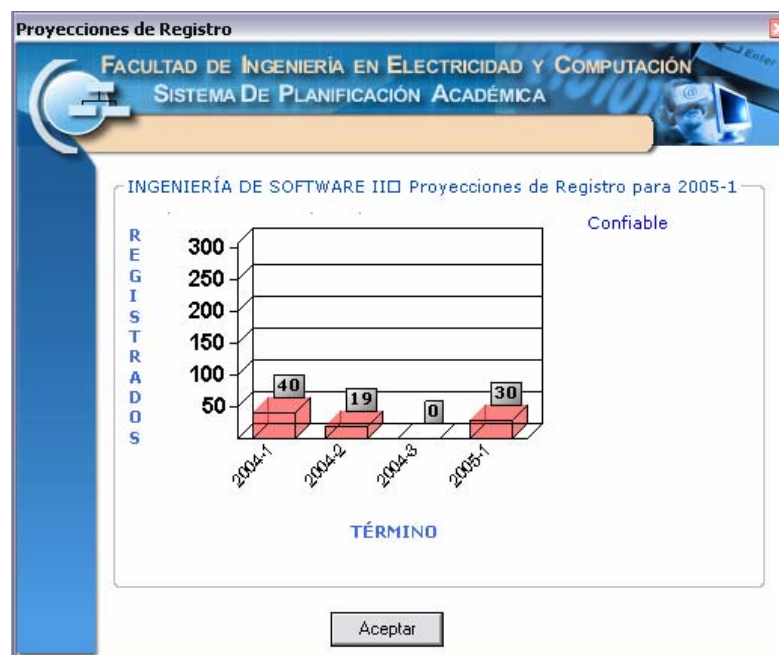 Proyecciones de Registro
FACULTAD DE INGENIERÍA EN ELECTRICIDAD Y COMPUTACIÓN
SISTEMA DE PLANIFICACIÓN ACADÉMICA
Enter
INGENIERÍA DE SOFTWARE II□ Proyecciones de Registro para 2005-1
Confiable
REGISTRADOS
300
250
200
150
100
50
40
19
0
30
2004-1
2004-2
2004-3
2005-1
TÉRMINO
Aceptar